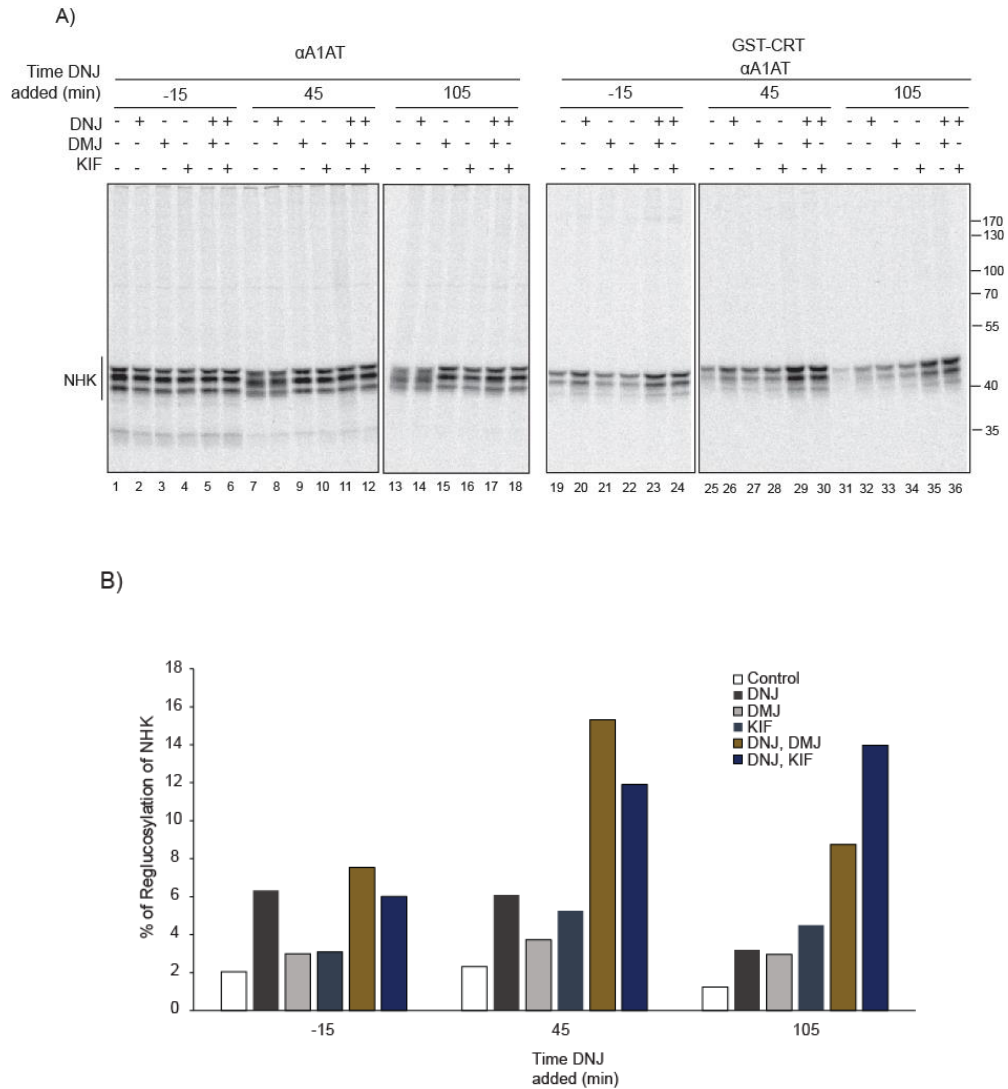 A)
αA1AT
GST-CRT
αA1AT
Time DNJ
added (min)
-15 45 105 -15 45 105
DNJ - + - - + + - + - - + + - + - - + + - + - - + + - + - - + + - + - - + +
DMJ - - + - + - - - + - + - - - + - + - - - + - + - - - + - + - - - + - + -
KIF - - - + - + - - - + - + - - - + - + - - - + - + - - - + - + - - - + - +
170
130
100
70
55
NHK
40
35
1 2 3 4 5 6 7 8 9 10 11 12 13 14 15 16 17 18 19 20 21 22 23 24 25 26 27 28 29 30 31 32 33 34 35 36
B)
% of Reglucosylation of NHK
18
16
14
12
10
8
6
4
2
0
Control
DNJ
DMJ
KIF
DNJ, DMJ
DNJ, KIF
-15 45 105
Time DNJ
added (min)